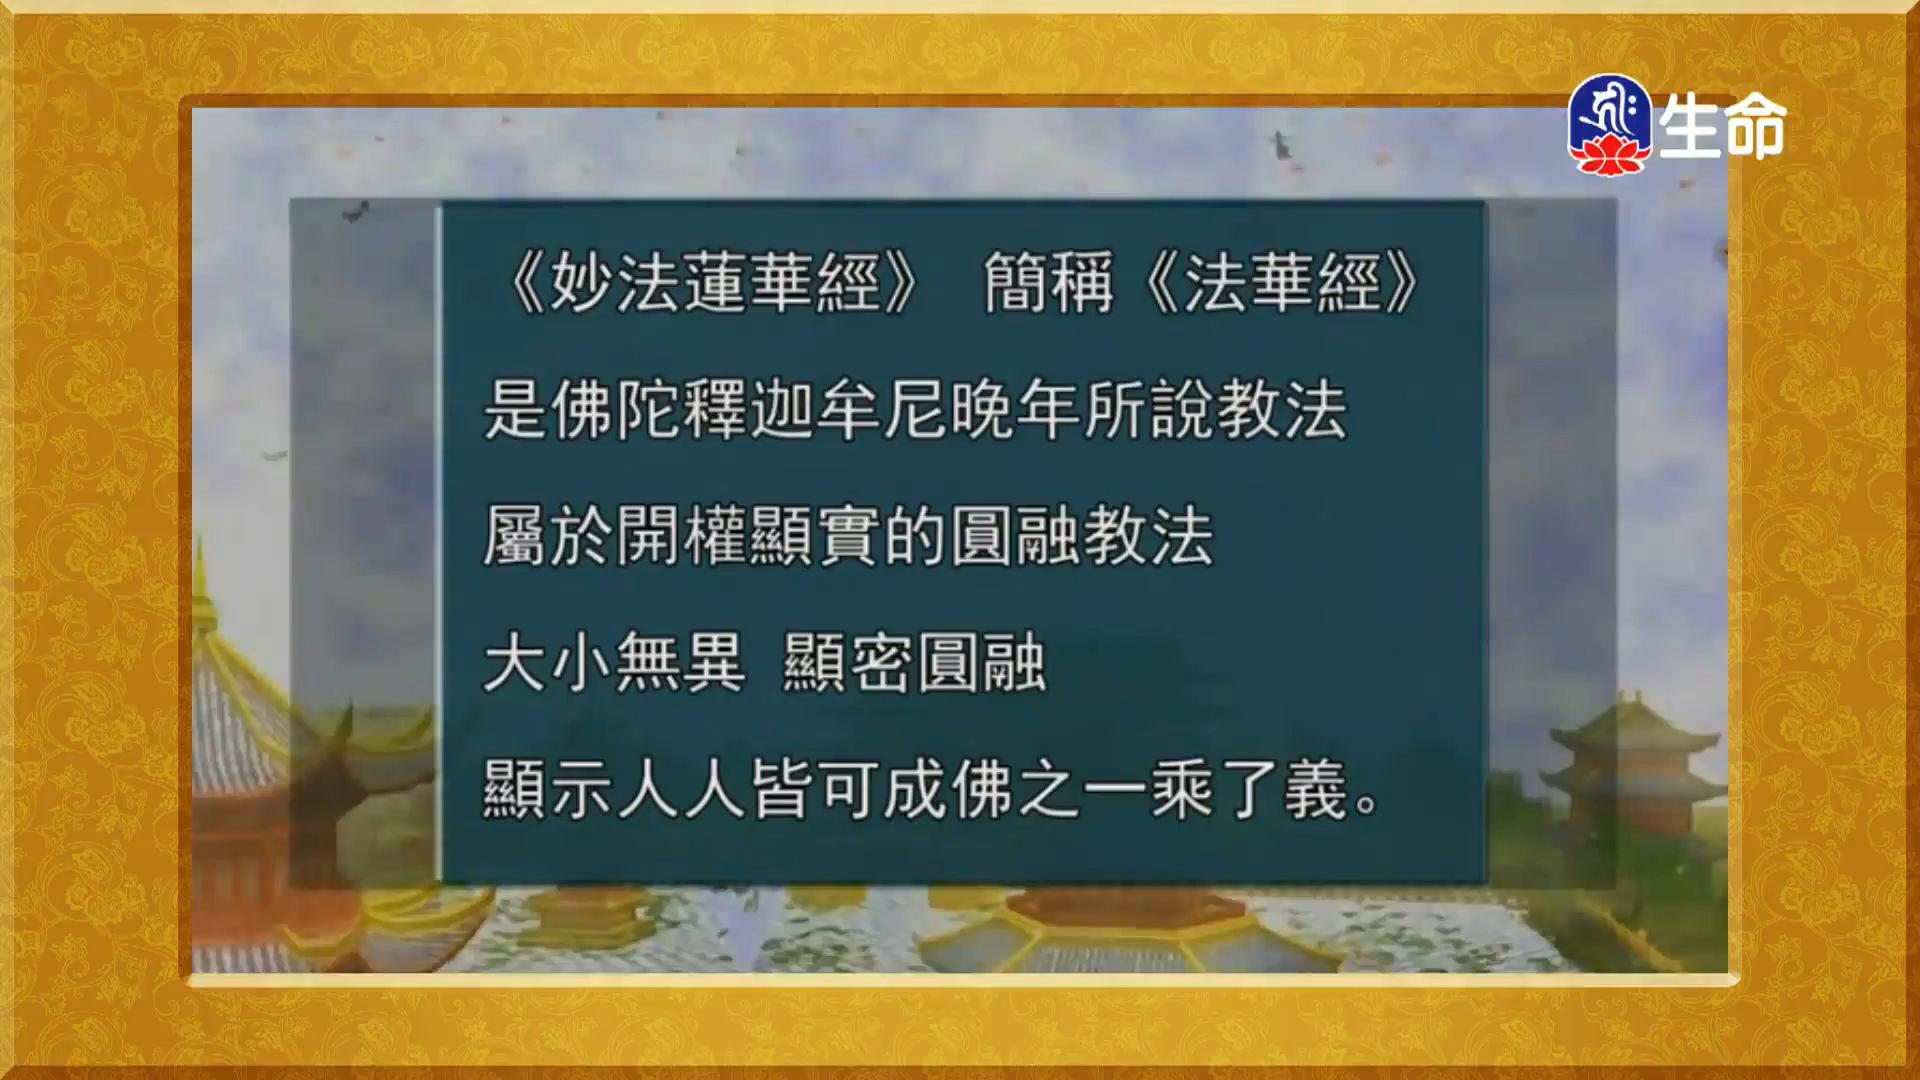 生命
《妙法蓮華經》 簡稱《法華經》
是佛陀釋迦牟尼晚年所說教法
屬於開權顯實的圓融教法
大小無異 顯密圓融
顯示人人皆可成佛之一乘了義。